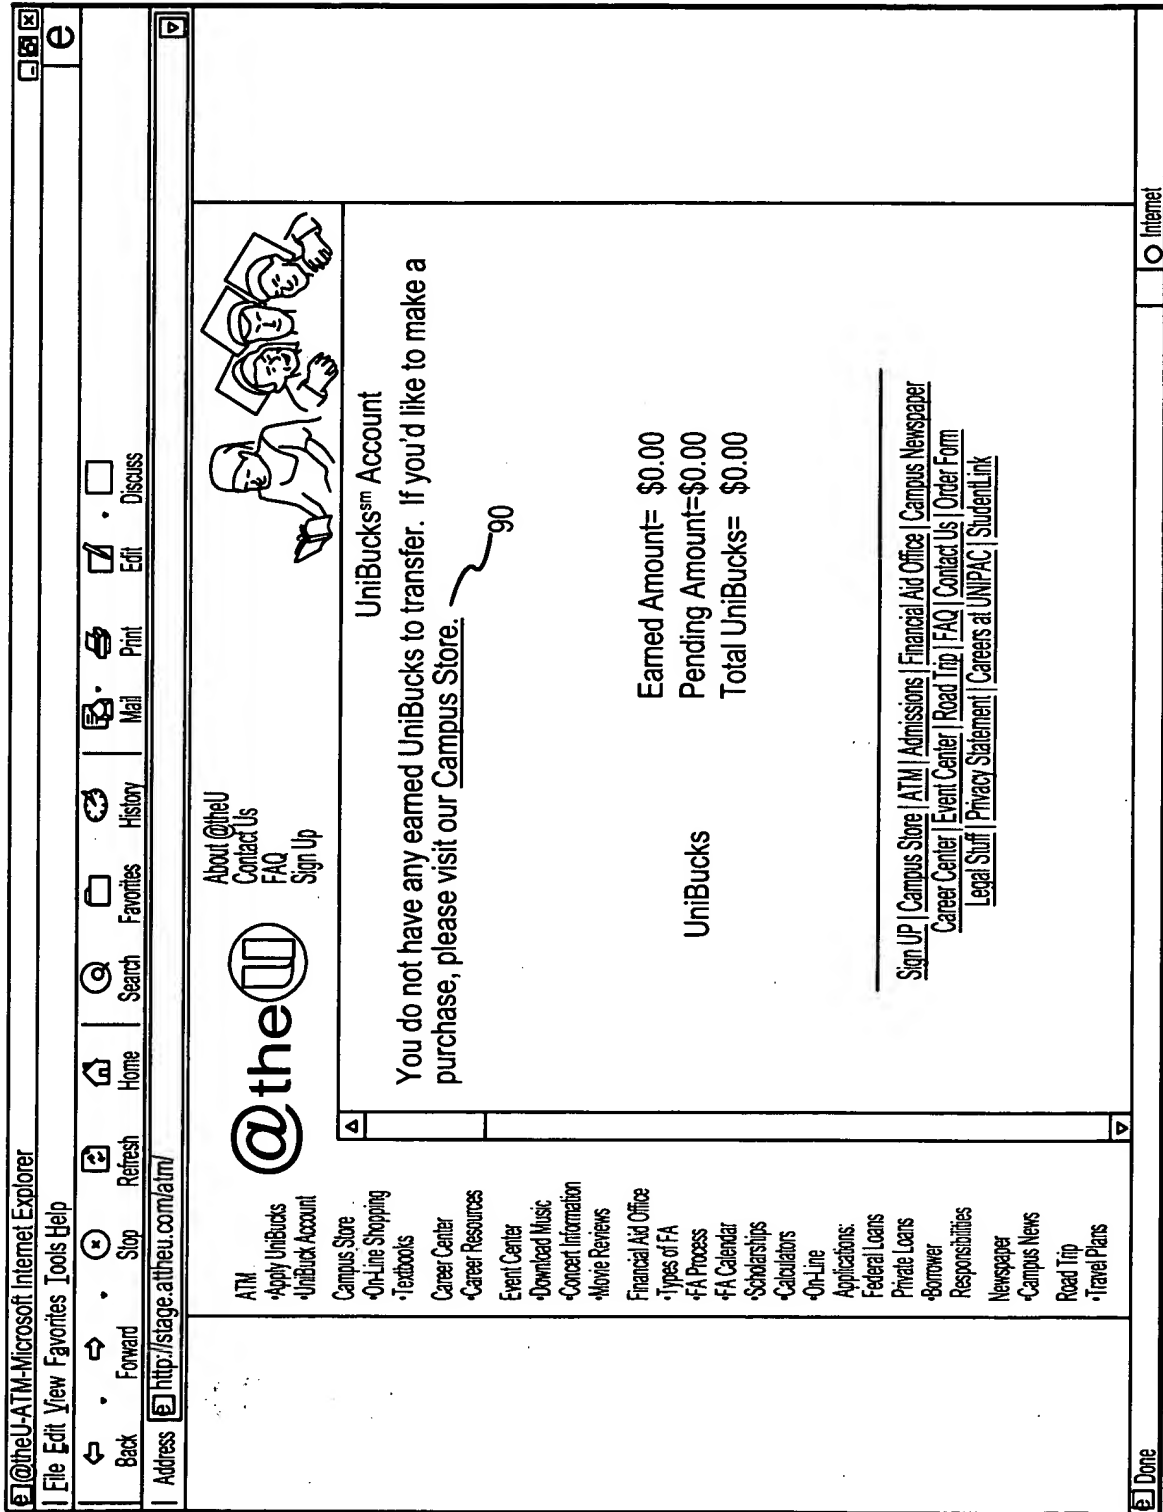 @theU-ATM-Microsoft Internet Explorer
File Edit View Favorites Tools Help
Back Forward Stop Refresh Home Search Favorites History Mail Print Edit Discuss
Address http://stage.attheu.com/atm/
@the U
About @theU
Contact Us
FAQ
Sign Up
ATM
•Apply UniBucks
•UniBuck Account
Campus Store
•On-Line Shopping
•Textbooks
Career Center
•Career Resources
Event Center
•Download Music
•Concert Information
•Movie Reviews
Financial Aid Office
•Types of FA
•FA Process
•FA Calendar
•Scholarships
•Calculators
•On-Line
Applications:
Federal Loans
Private Loans
•Borrower
Responsibilities
Newspaper
•Campus News
Road Trip
•Travel Plans
UniBucks℠ Account
You do not have any earned UniBucks to transfer. If you'd like to make a
purchase, please visit our Campus Store.
90
Earned Amount= $0.00
UniBucks Pending Amount=$0.00
Total UniBucks= $0.00
Sign UP | Campus Store | ATM | Admissions | Financial Aid Office | Campus Newspaper
Career Center | Event Center | Road Trip | FAQ | Contact Us | Order Form
Legal Stuff | Privacy Statement | Careers at UNIPAC | StudentLink
Done Internet